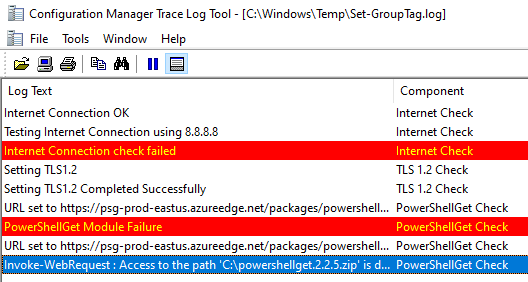 Configuration Manager Trace Log Tool - [C:\Windows\Temp\Set-GroupTag.log]
File Tools Window Help
Log Text Component
Internet Connection OK Internet Check
Testing Internet Connection using 8.8.8.8 Internet Check
Internet Connection check failed Internet Check
Setting TLS1.2 TLS 1.2 Check
Setting TLS1.2 Completed Successfully TLS 1.2 Check
URL set to https://psg-prod-eastus.azureedge.net/packages/powershell... PowerShellGet Check
PowerShellGet Module Failure PowerShellGet Check
URL set to https://psg-prod-eastus.azureedge.net/packages/powershell... PowerShellGet Check
Invoke-WebRequest : Access to the path 'C:\powershellget.2.2.5.zip' is d... PowerShellGet Check